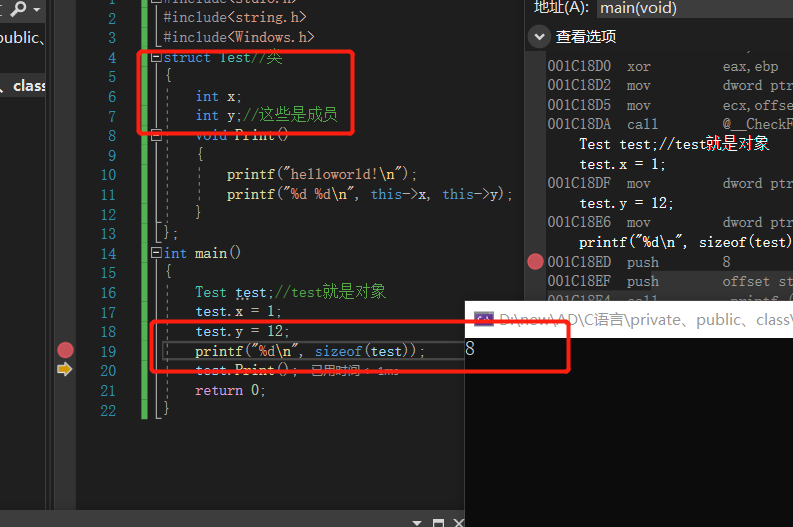 public、
class
1 #include<stdio.h>
2 #include<string.h>
3 #include<Windows.h>
4 struct Test//类
5 {
6 int x;
7 int y;//这些是成员
8 void Print()
9 {
10 printf("helloworld!\n");
11 printf("%d %d\n", this->x, this->y);
12 }
13 };
14 int main()
15 {
16 Test test;//test就是对象
17 test.x = 1;
18 test.y = 12;
19 printf("%d\n", sizeof(test));
20 test.Print(); 已用时间 < 1ms
21 return 0;
22 }
地址(A): main(void)
查看选项
001C18D0 xor eax,ebp
001C18D2 mov dword ptr
001C18D5 mov ecx,offset
001C18DA call
Test test;//test就是对象
test.x = 1;
001C18DF mov dword ptr
test.y = 12;
001C18E6 mov dword ptr
printf("%d\n", sizeof(test)
001C18ED push 8
001C18EF push offset st
D:\new\AD\C语言\private、public、class\
8